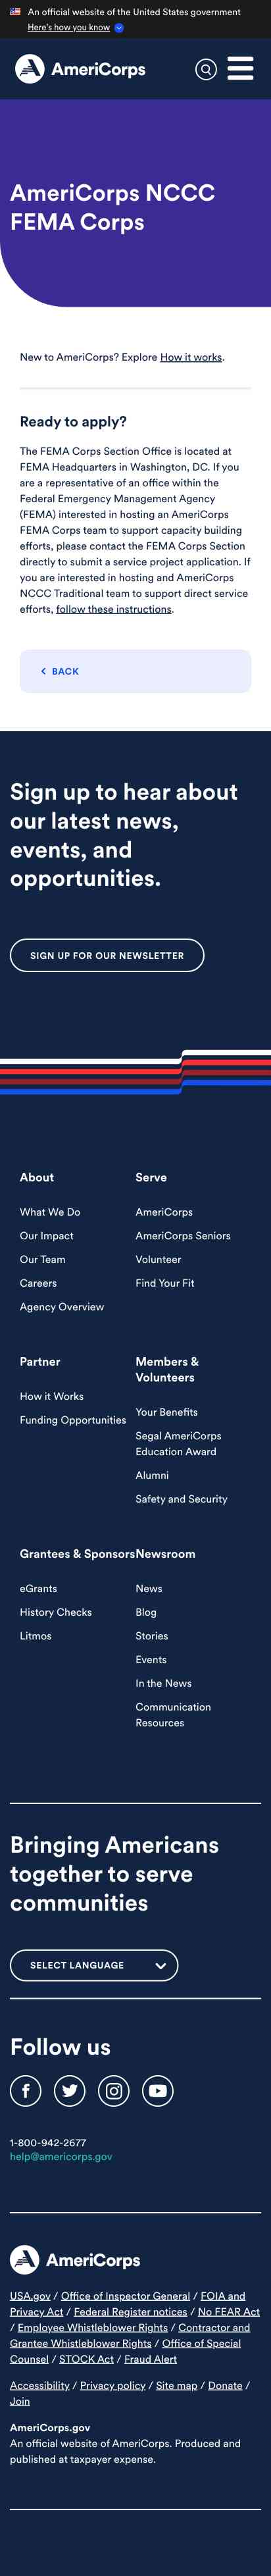 An official website of the United States government
Here's how you know
AmeriCorps
AmeriCorps NCCC
FEMA Corps
New to AmeriCorps? Explore How it works.
Ready to apply?
The FEMA Corps Section Office is located at
FEMA Headquarters in Washington, DC. If you
are a representative of an office within the
Federal Emergency Management Agency
(FEMA) interested in hosting an AmeriCorps
FEMA Corps team to support capacity building
efforts, please contact the FEMA Corps Section
directly to submit a service project application. If
you are interested in hosting and AmeriCorps
NCCC Traditional team to support direct service
efforts, follow these instructions.
BACK
Sign up to hear about
our latest news,
events, and
opportunities.
SIGN UP FOR OUR NEWSLETTER
About
What We Do
Our Impact
Our Team
Careers
Agency Overview
Serve
AmeriCorps
AmeriCorps Seniors
Volunteer
Find Your Fit
Partner
How it Works
Funding Opportunities
Members &
Volunteers
Your Benefits
Segal AmeriCorps
Education Award
Alumni
Safety and Security
Grantees & Sponsors
eGrants
History Checks
Litmos
Newsroom
News
Blog
Stories
Events
In the News
Communication
Resources
Bringing Americans
together to serve
communities
SELECT LANGUAGE
Follow us
1-800-942-2677
help@americorps.gov
AmeriCorps
USA.gov / Office of Inspector General / FOIA and
Privacy Act / Federal Register notices / No FEAR Act
/ Employee Whistleblower Rights / Contractor and
Grantee Whistleblower Rights / Office of Special
Counsel / STOCK Act / Fraud Alert
Accessibility / Privacy policy / Site map / Donate /
Join
AmeriCorps.gov
An official website of AmeriCorps. Produced and
published at taxpayer expense.